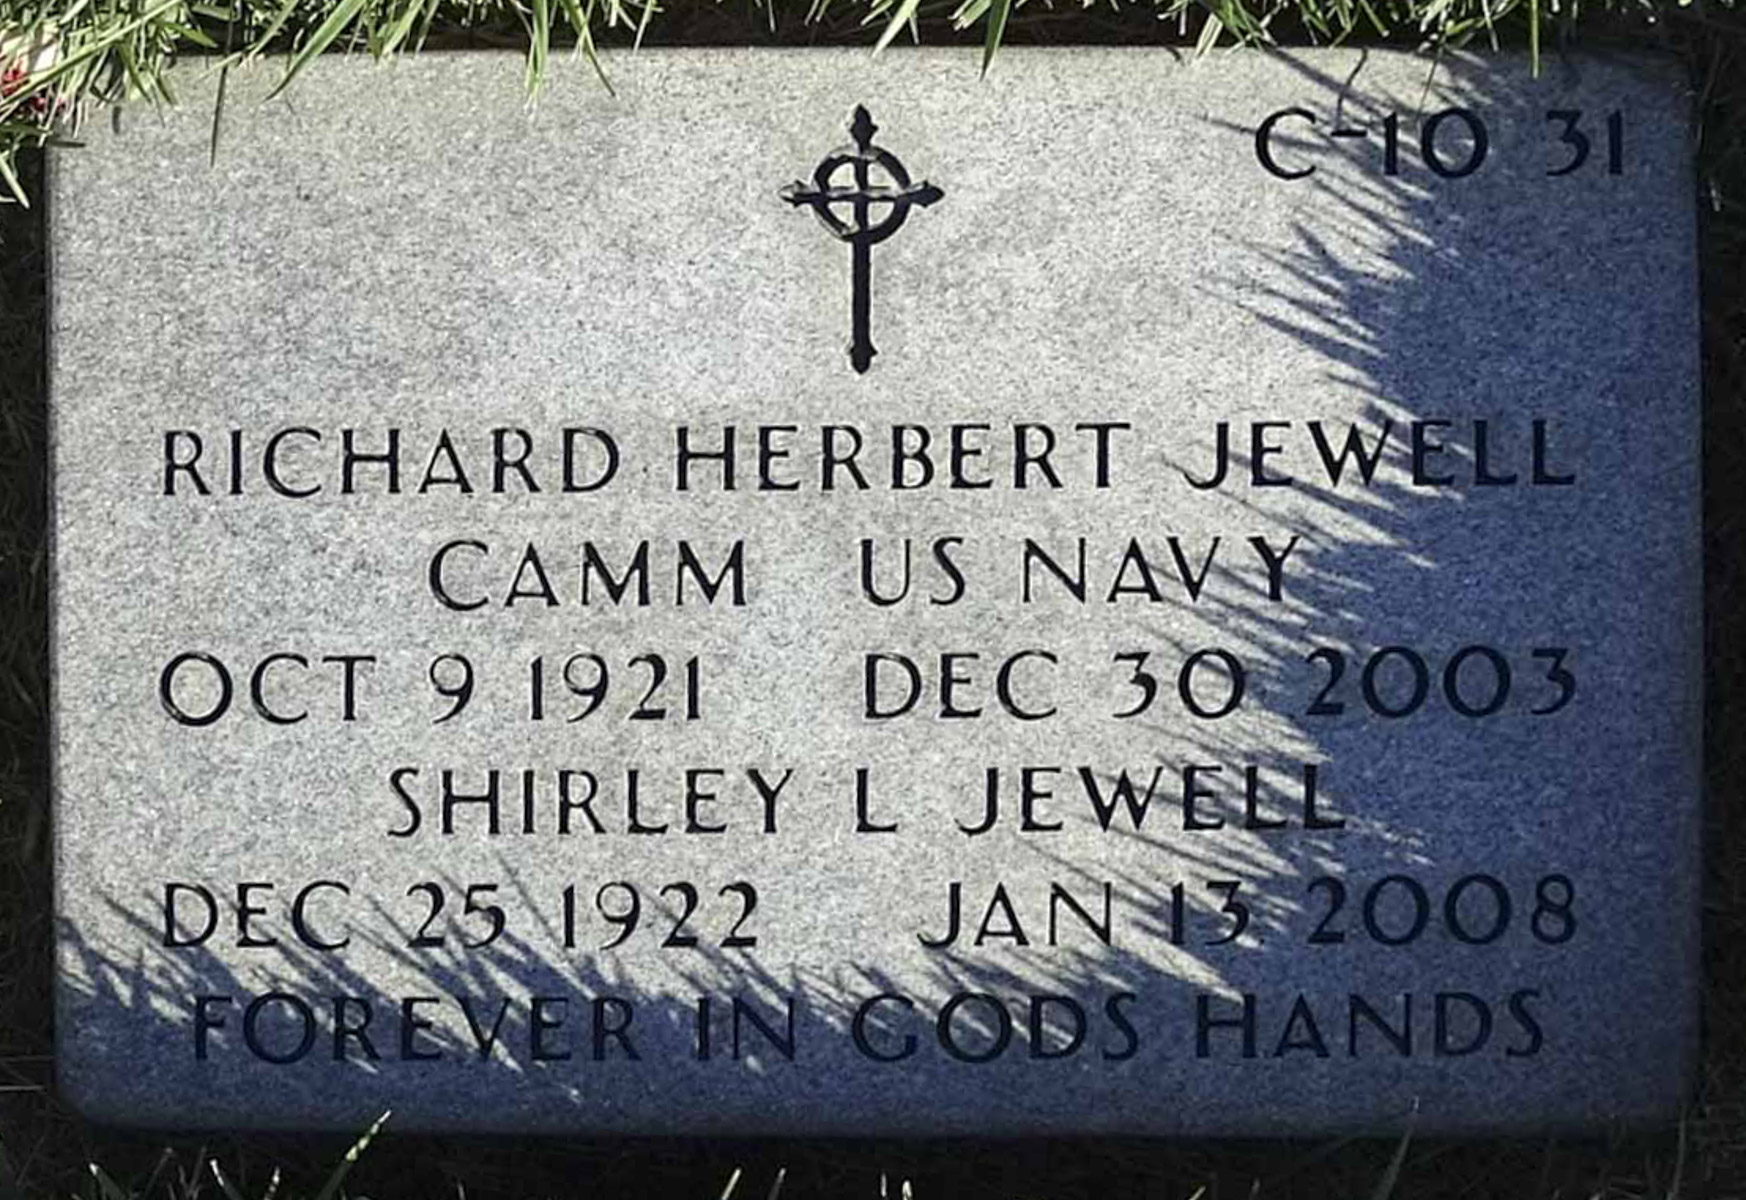 C-10 31
RICHARD HERBERT JEWELL
CAMM US NAVY
OCT 9 1921 DEC 30 2003
SHIRLEY L JEWELL
DEC 25 1922 JAN 13 2008
FOREVER IN GODS HANDS